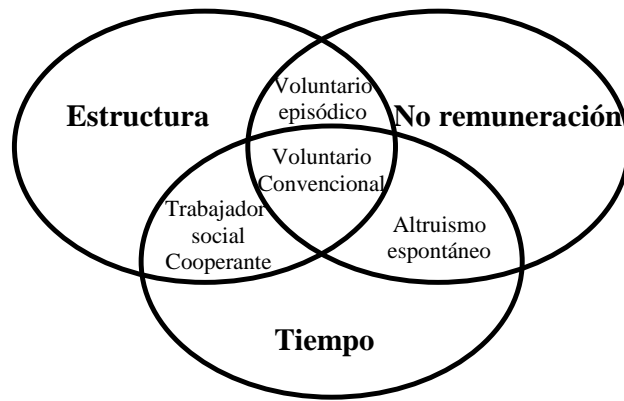 Voluntario
episódico
Estructura
No remuneración
Voluntario
Convencional
Trabajador
social
Cooperante
Altruismo
espontáneo
Tiempo